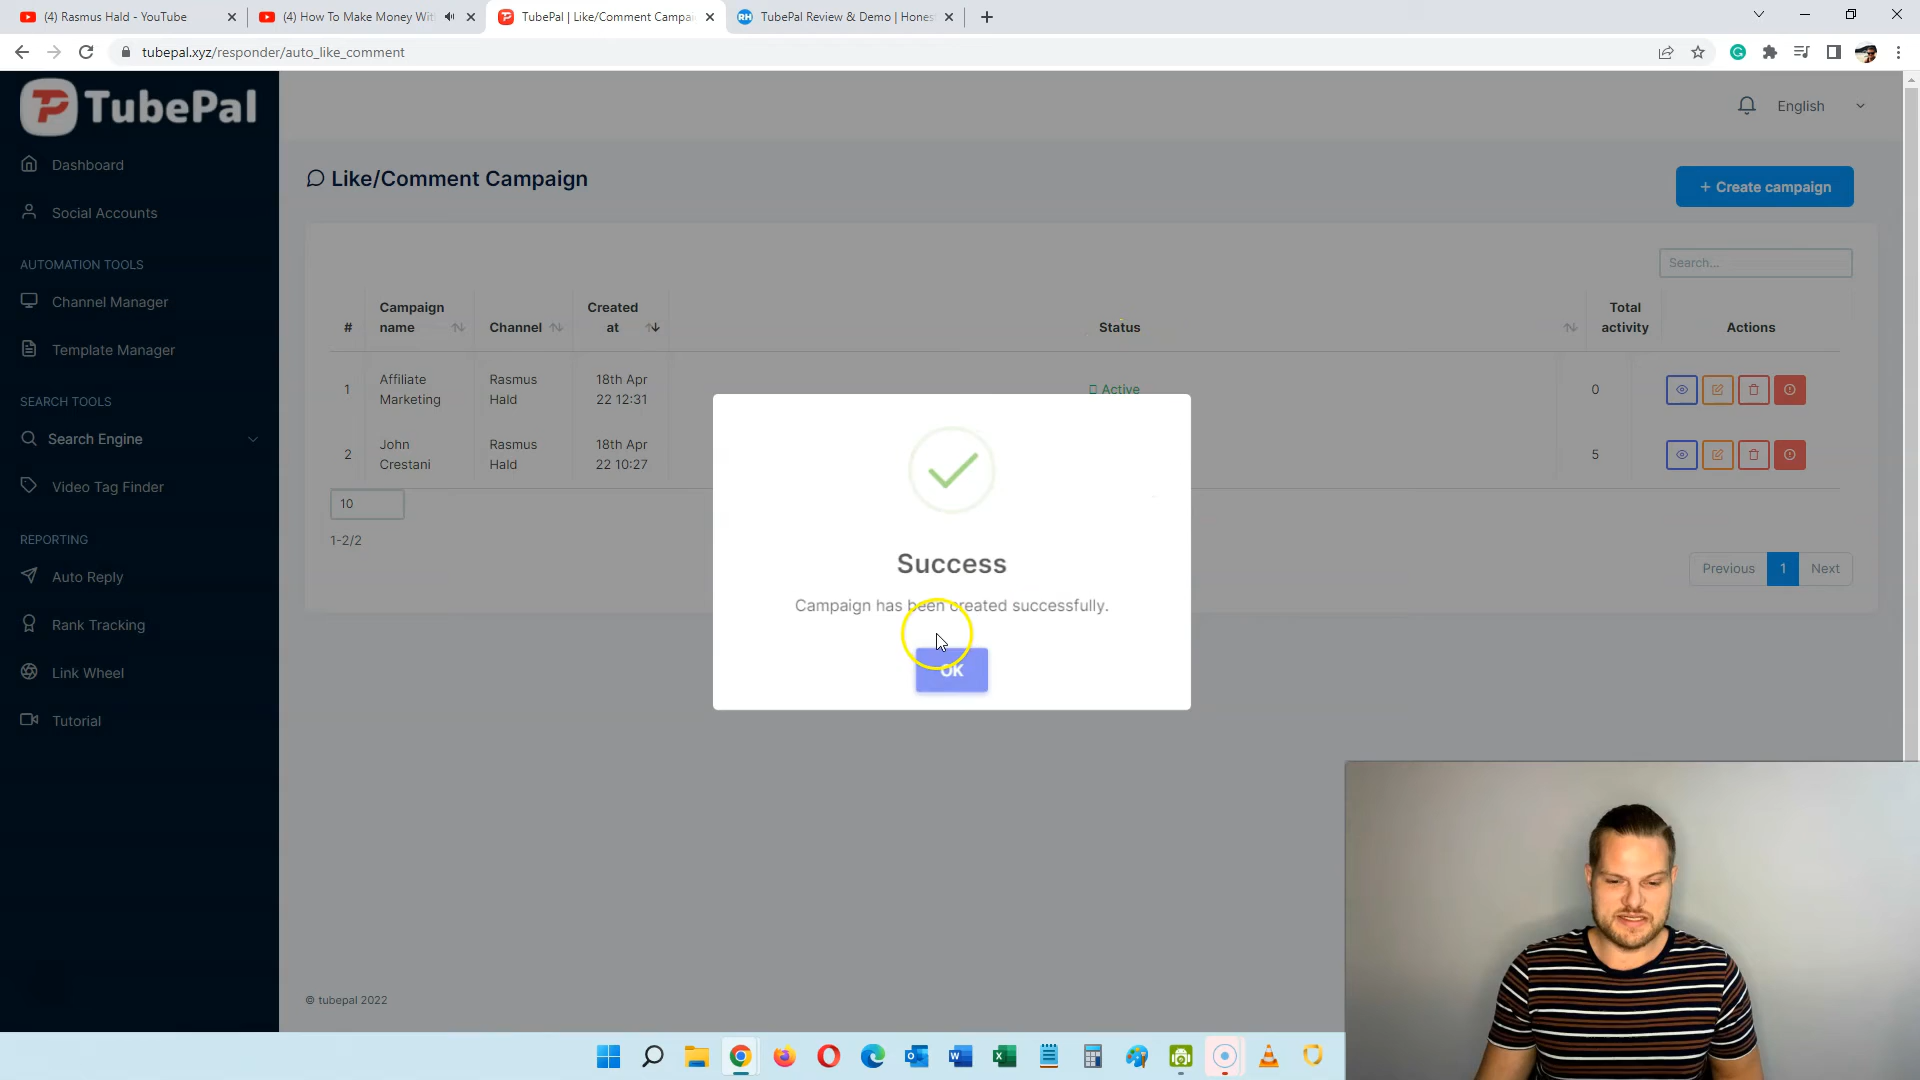 (4) Rasmus Hald - YouTube
(4) How To Make Money Wit
TubePal | Like/Comment Campai
RH
TubePal Review & Demo | Hones
tubepal.xyz/responder/auto_like_comment
TubePal
English
Dashboard
Social Accounts
AUTOMATION TOOLS
Channel Manager
Template Manager
SEARCH TOOLS
Search Engine
Video Tag Finder
REPORTING
Auto Reply
Rank Tracking
Link Wheel
Tutorial
Like/Comment Campaign
+ Create campaign
Search...
# Campaign name Channel Created at Status Total activity Actions
1 Affiliate Marketing Rasmus Hald 18th Apr 22 12:31 Active 0
2 John Crestani Rasmus Hald 18th Apr 22 10:27 5
10
1-2/2
Previous 1 Next
Success
Campaign has been created successfully.
OK
© tubepal 2022